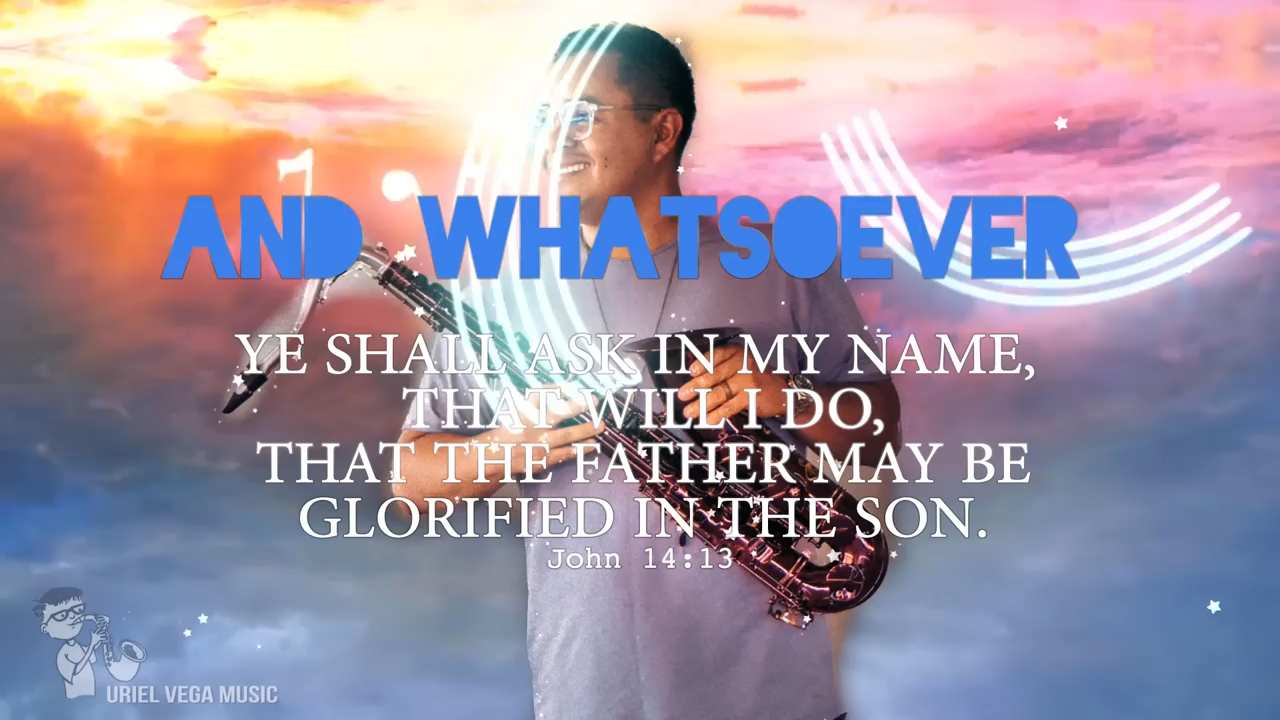 AND WHATSOEVER
YE SHALL ASK IN MY NAME,
THAT WILL I DO,
THAT THE FATHER MAY BE
GLORIFIED IN THE SON.
John 14:13
URIEL VEGA MUSIC